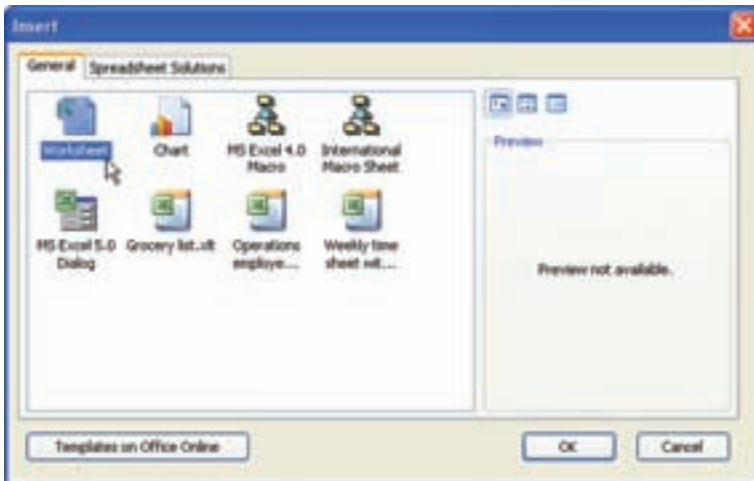 Insert
General Spreadsheet Solutions
Worksheet Chart MS Excel 4.0 International
Macro Macro Sheet
MS Excel 5.0 Grocery list.xlt Operations Weekly time
Dialog employe... sheet wit...
Preview
Preview not available.
Templates on Office Online OK Cancel